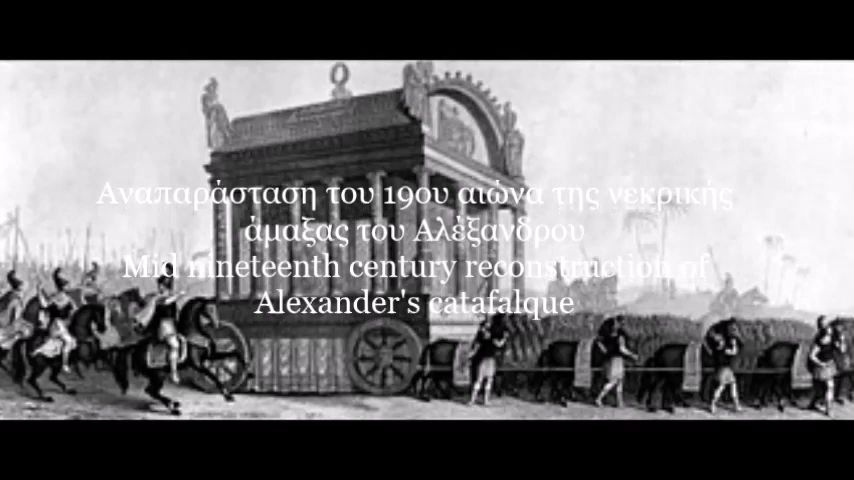 Αναπαράσταση του 19ου αιώνα της νεκρικής
άμαξας του Αλέξανδρου
Mid nineteenth century reconstruction of
Alexander's catafalque